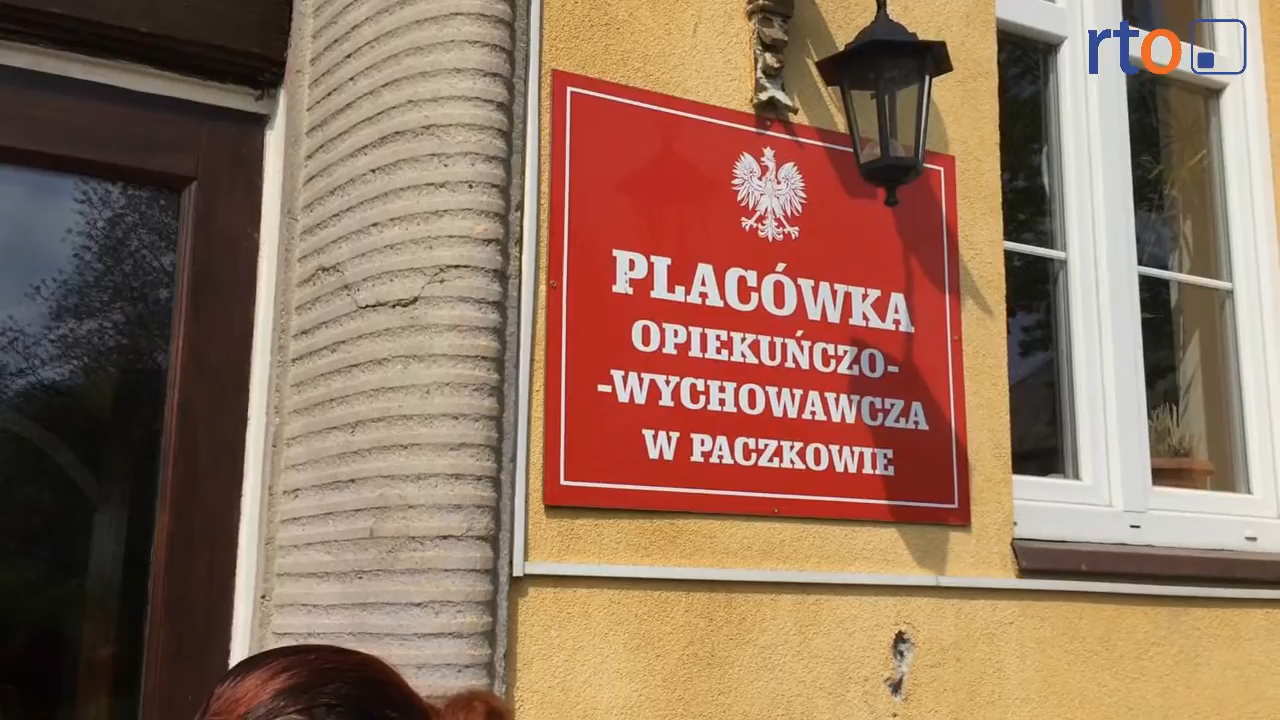 rto
PLACÓWKA
OPIEKUŃCZO-
-WYCHOWAWCZA
W PACZKOWIE